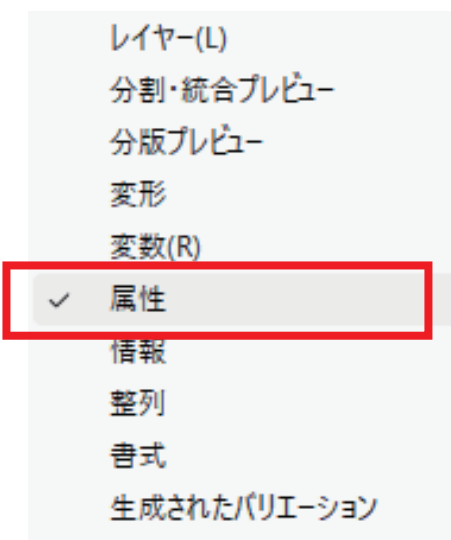 レイヤー(L)
分割・統合プレビュー
分版プレビュー
変形
変数(R)
属性
情報
整列
書式
生成されたバリエーション